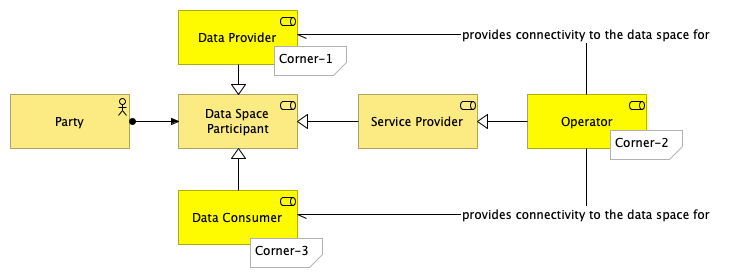 Data Provider
Corner-1
provides connectivity to the data space for
Party
Data Space
Participant
Service Provider
Operator
Corner-2
Data Consumer
Corner-3
provides connectivity to the data space for